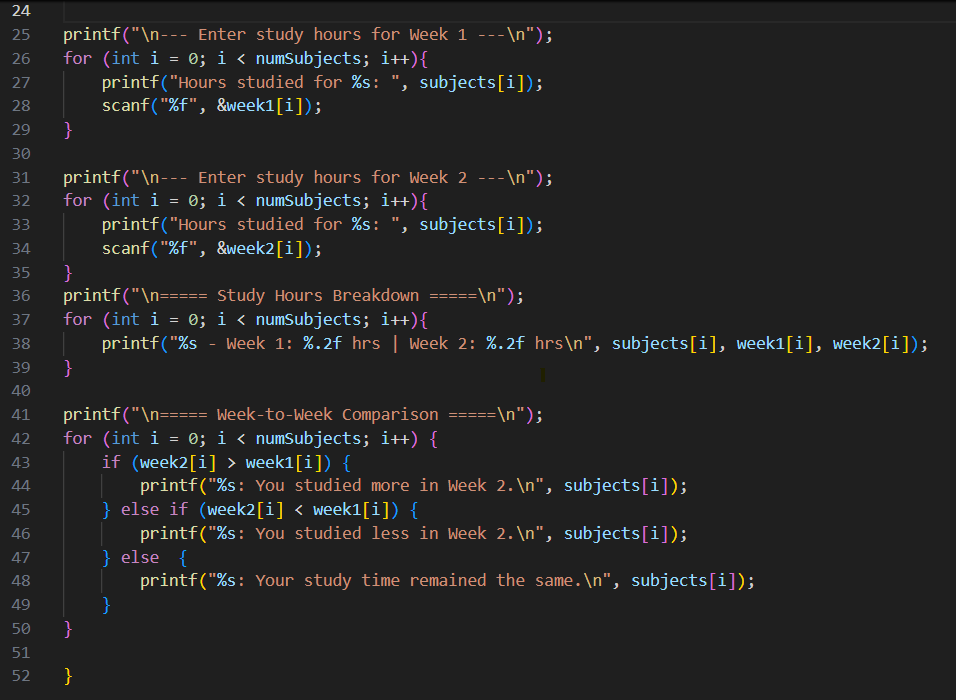 24
25 printf("\n--- Enter study hours for Week 1 ---\n");
26 for (int i = 0; i < numSubjects; i++){
27     printf("Hours studied for %s: ", subjects[i]);
28     scanf("%f", &week1[i]);
29 }
30
31 printf("\n--- Enter study hours for Week 2 ---\n");
32 for (int i = 0; i < numSubjects; i++){
33     printf("Hours studied for %s: ", subjects[i]);
34     scanf("%f", &week2[i]);
35 }
36 printf("\n===== Study Hours Breakdown =====\n");
37 for (int i = 0; i < numSubjects; i++){
38     printf("%s - Week 1: %.2f hrs | Week 2: %.2f hrs\n", subjects[i], week1[i], week2[i]);
39 }
40
41 printf("\n===== Week-to-Week Comparison =====\n");
42 for (int i = 0; i < numSubjects; i++) {
43     if (week2[i] > week1[i]) {
44         printf("%s: You studied more in Week 2.\n", subjects[i]);
45     } else if (week2[i] < week1[i]) {
46         printf("%s: You studied less in Week 2.\n", subjects[i]);
47     } else  {
48         printf("%s: Your study time remained the same.\n", subjects[i]);
49     }
50 }
51
52 }